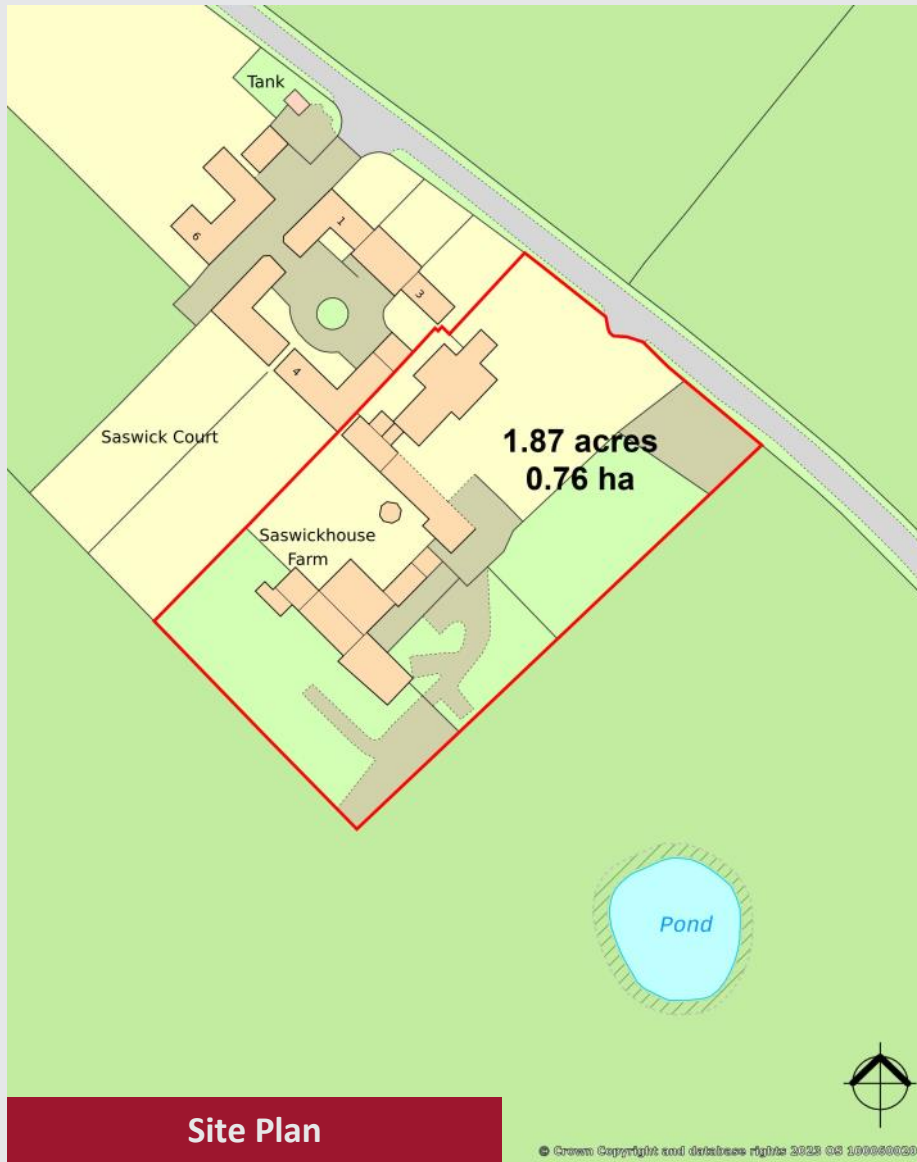 Tank
1
6
3
4
Saswick Court
1.87 acres
0.76 ha
Saswickhouse
Farm
Pond
Site Plan
© Crown Copyright and database rights 2023 OS 100060020